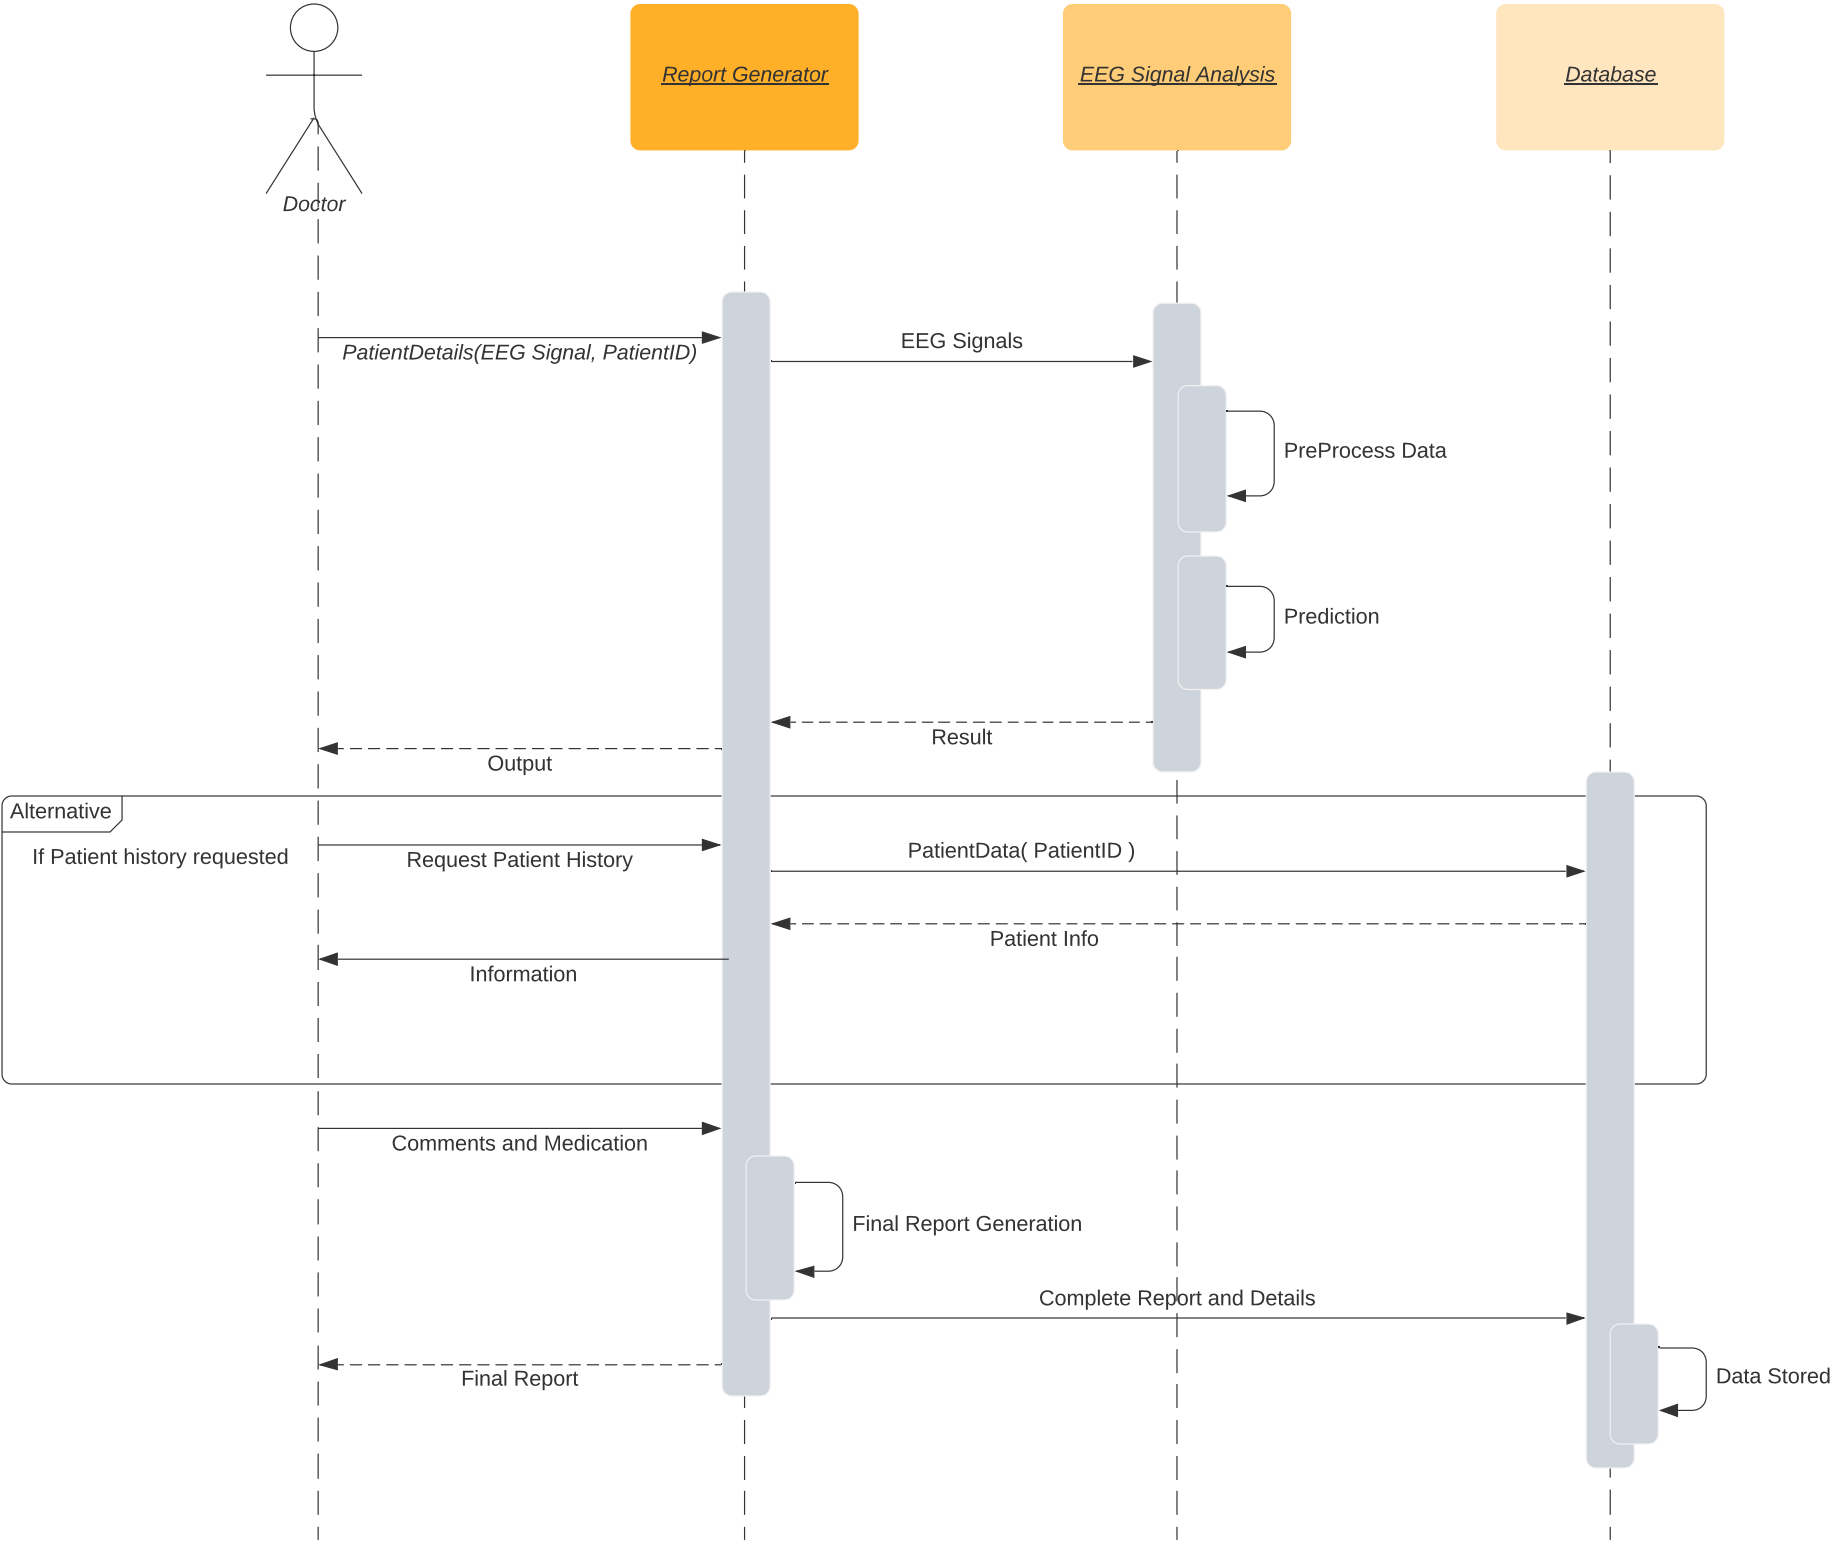 Report Generator
EEG Signal Analysis
Database
Doctor
PatientDetails(EEG Signal, PatientID)
EEG Signals
PreProcess Data
Prediction
Result
Output
Alternative
If Patient history requested
Request Patient History
PatientData( PatientID )
Patient Info
Information
Comments and Medication
Final Report Generation
Complete Report and Details
Final Report
Data Stored